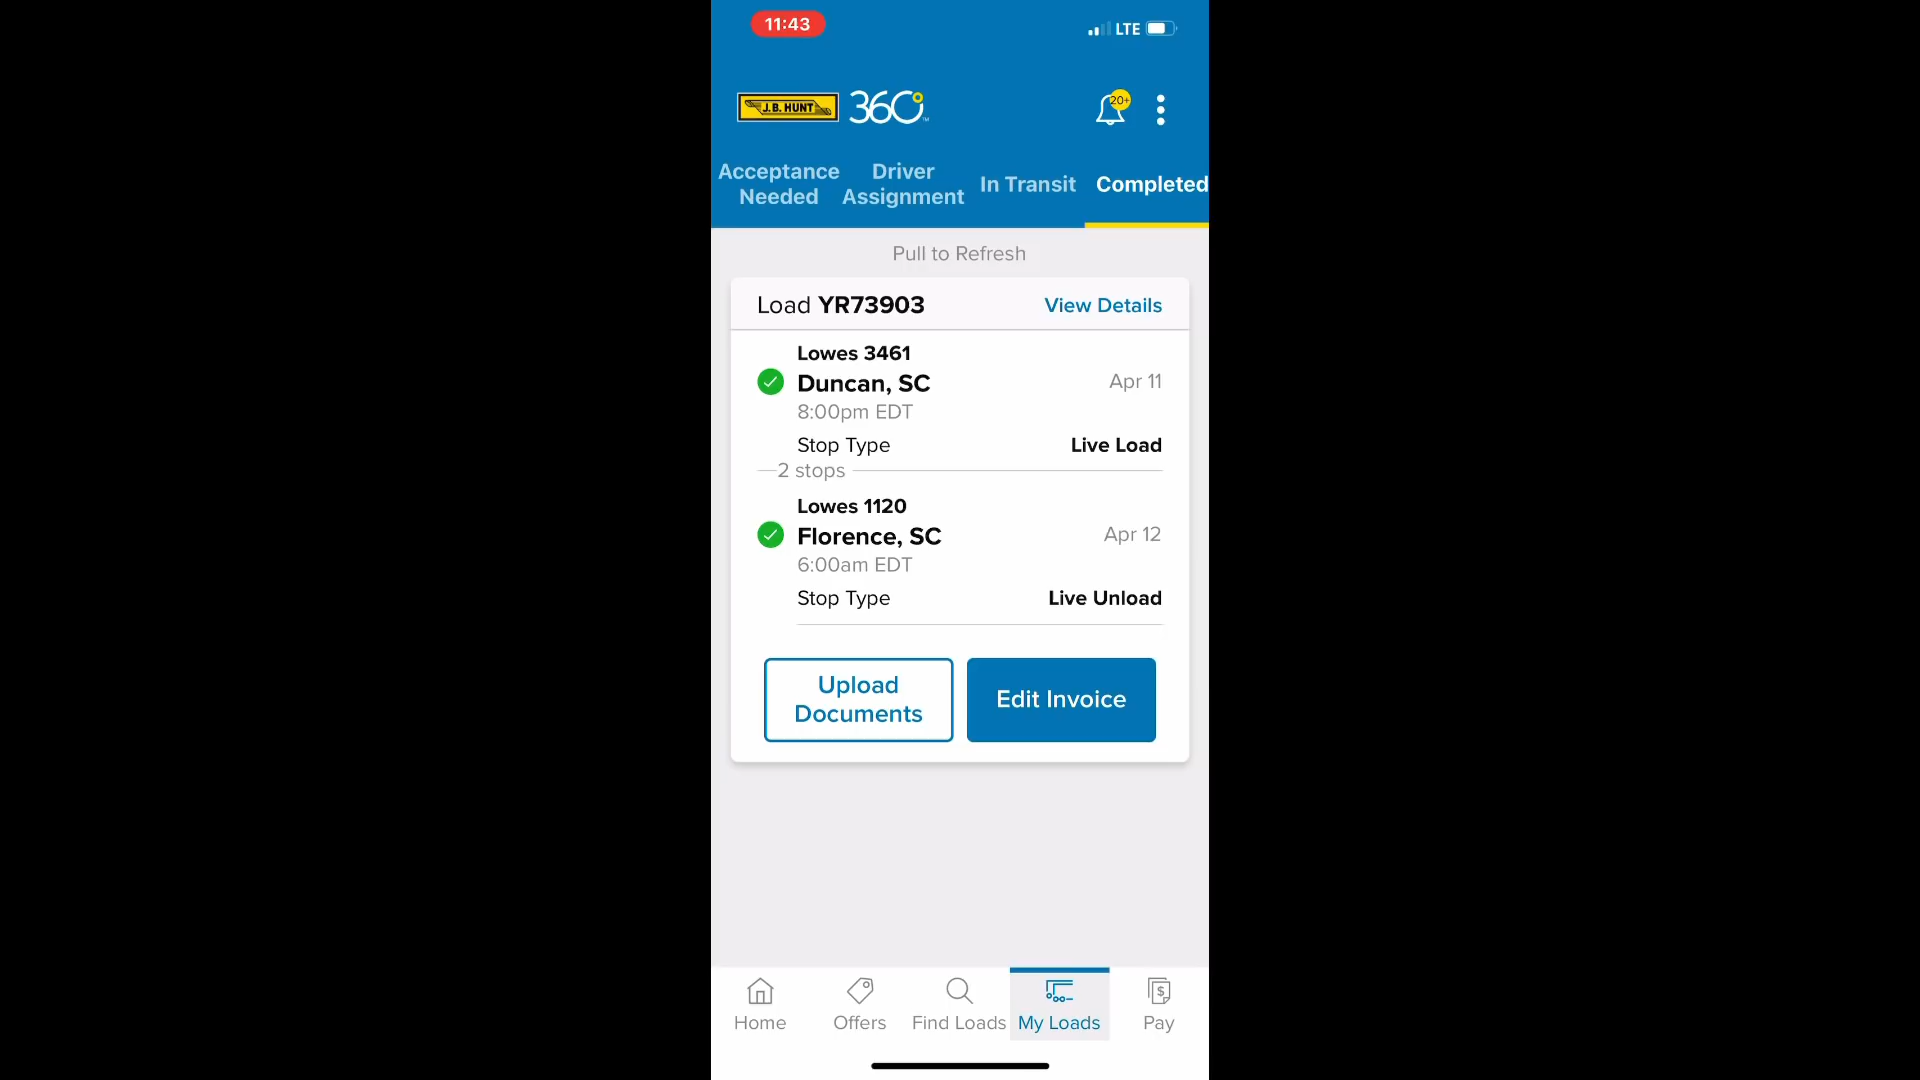 11:43
LTE
J.B. HUNT 360°
20+
Acceptance Needed
Driver Assignment
In Transit
Completed
Pull to Refresh
Load YR73903
View Details
Lowes 3461
Duncan, SC
Apr 11
8:00pm EDT
Stop Type
Live Load
2 stops
Lowes 1120
Florence, SC
Apr 12
6:00am EDT
Stop Type
Live Unload
Upload
Documents
Edit Invoice
Home
Offers
Find Loads
My Loads
Pay